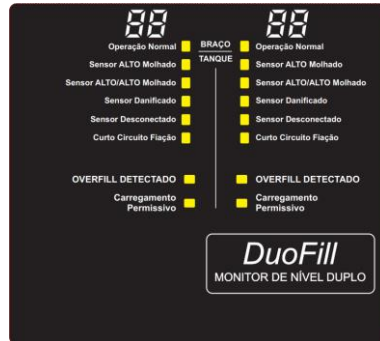 88 88
Operação Normal BRAÇO Operação Normal
TANQUE
Sensor ALTO Molhado Sensor ALTO Molhado
Sensor ALTO/ALTO Molhado Sensor ALTO/ALTO Molhado
Sensor Danificado Sensor Danificado
Sensor Desconectado Sensor Desconectado
Curto Circuito Fiação Curto Circuito Fiação
OVERFILL DETECTADO OVERFILL DETECTADO
Carregamento Carregamento
Permissivo Permissivo
DuoFill
MONITOR DE NÍVEL DUPLO